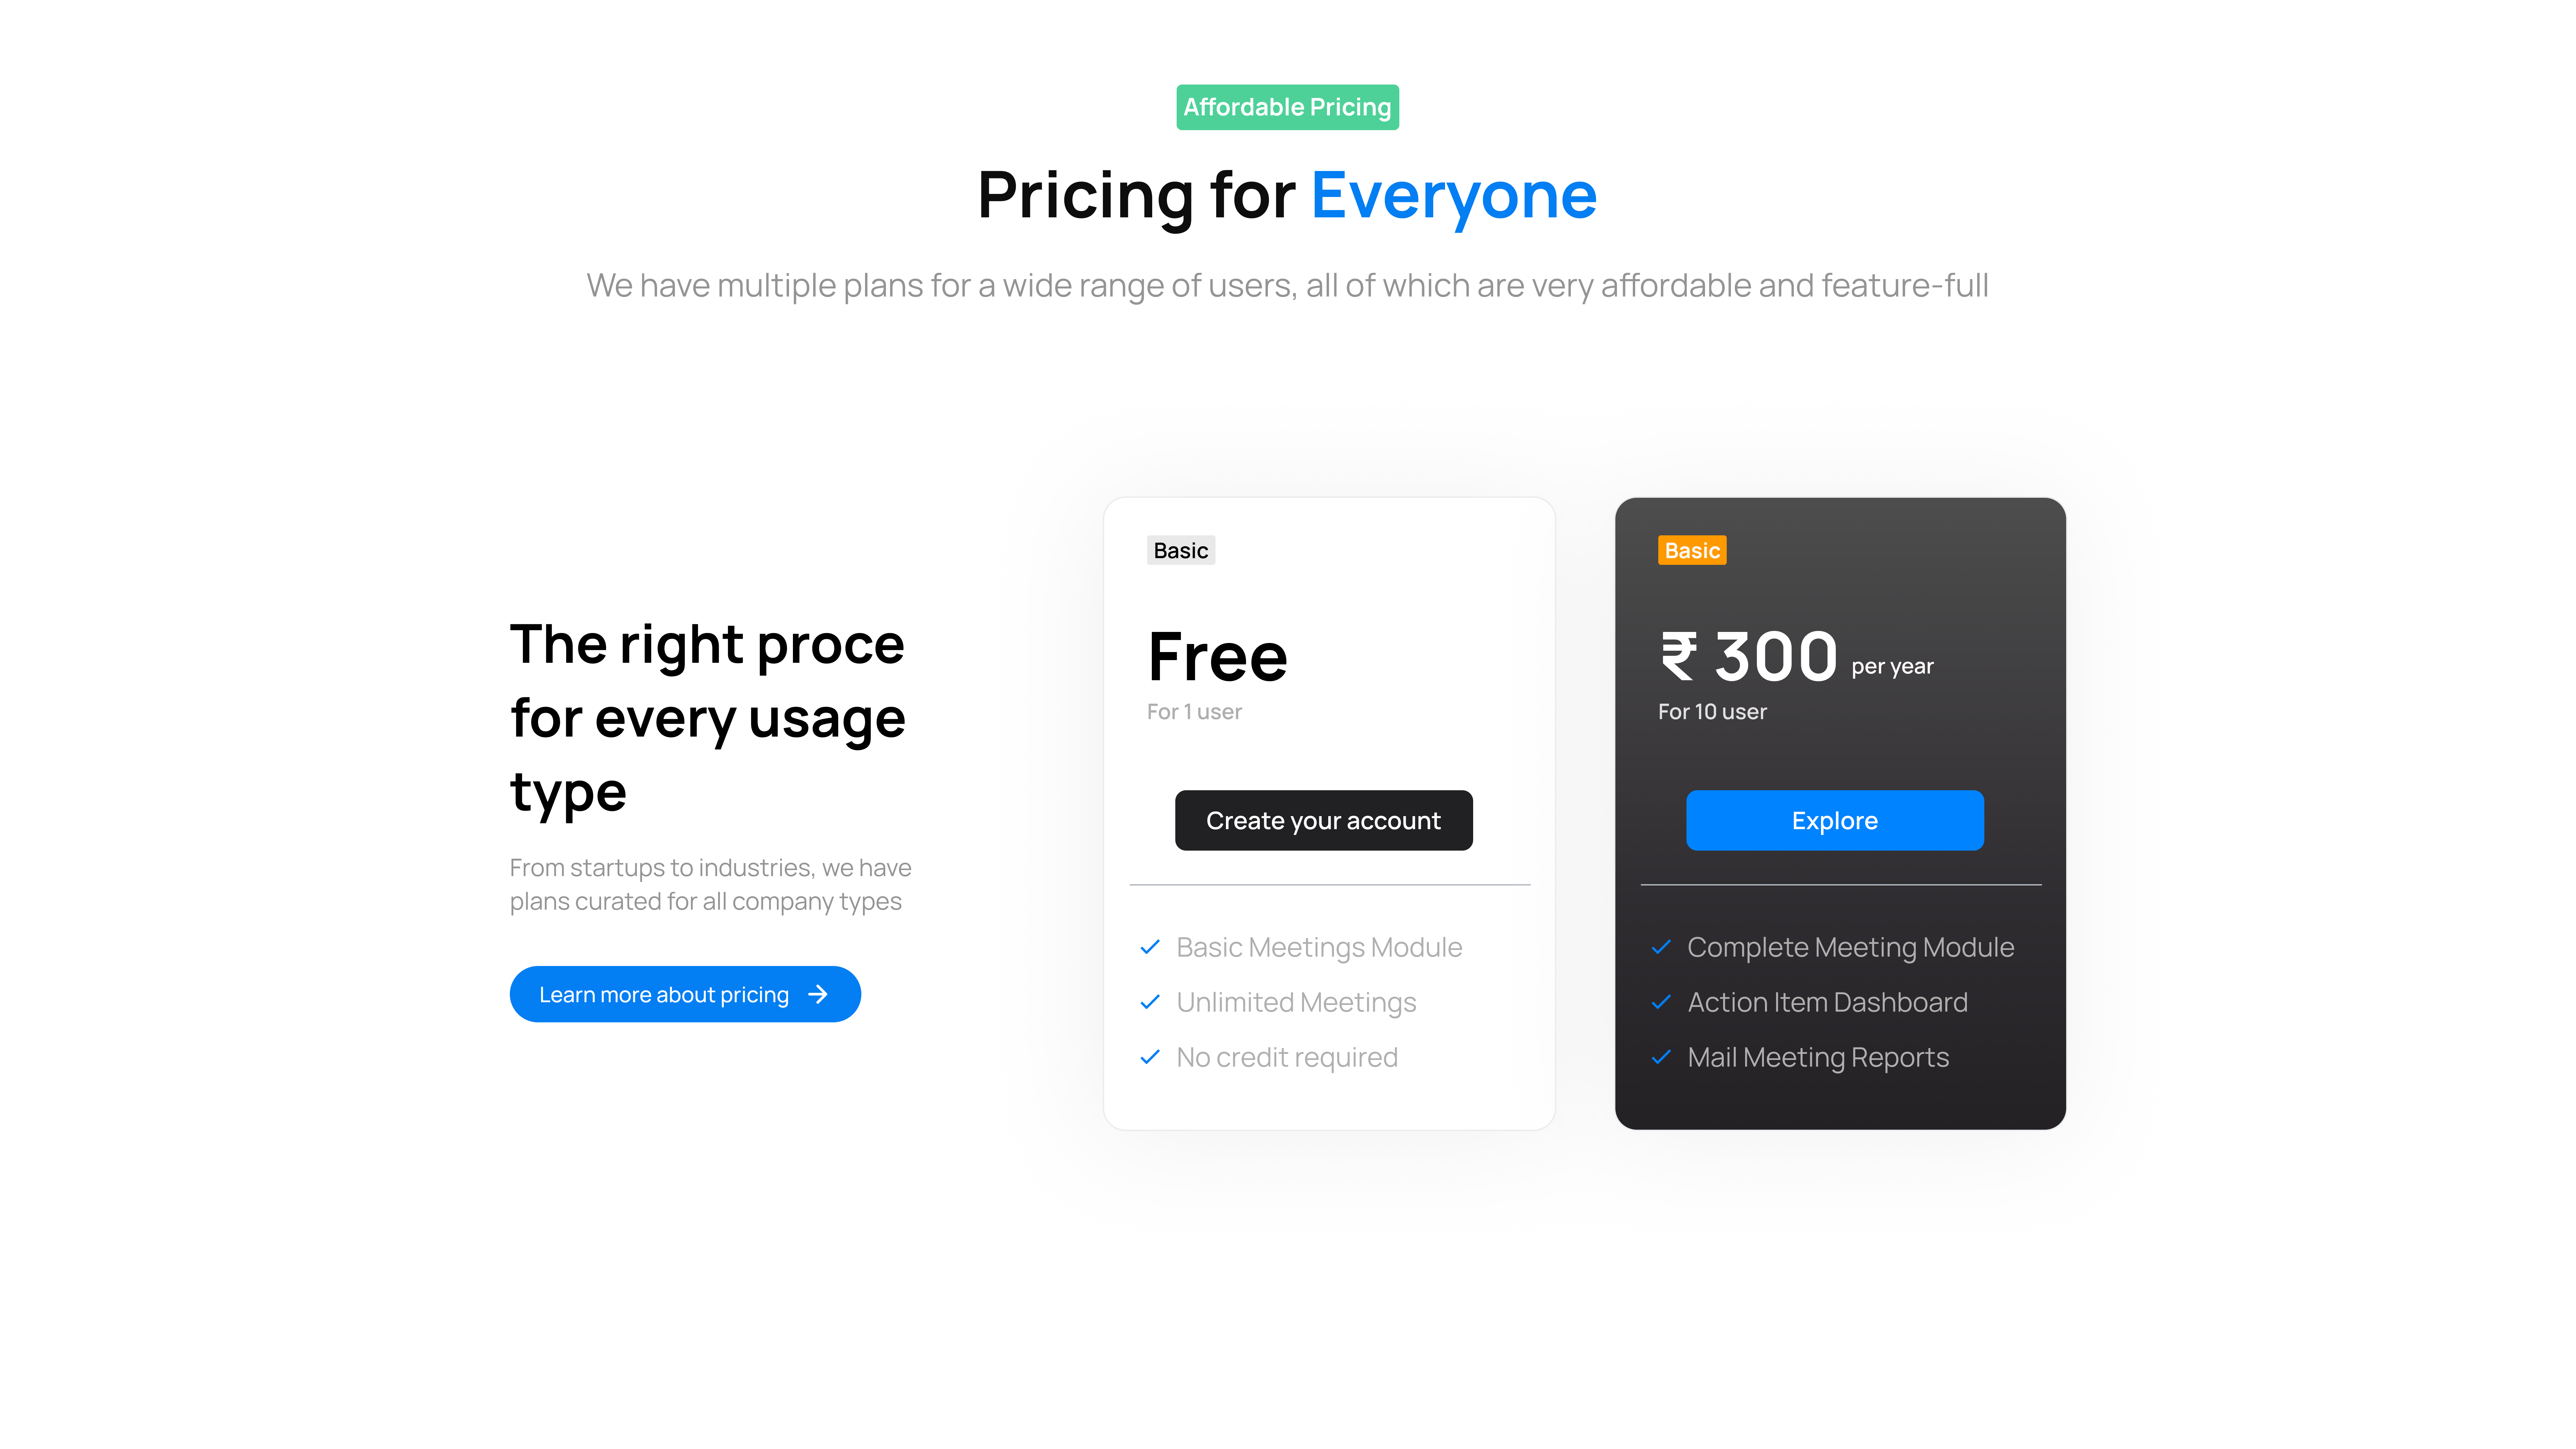 Affordable Pricing
Pricing for Everyone
We have multiple plans for a wide range of users, all of which are very affordable and feature-full
The right proce
for every usage
type
From startups to industries, we have
plans curated for all company types
Learn more about pricing
Basic
Free
For 1 user
Create your account
Basic Meetings Module
Unlimited Meetings
No credit required
Basic
₹ 300 per year
For 10 user
Explore
Complete Meeting Module
Action Item Dashboard
Mail Meeting Reports